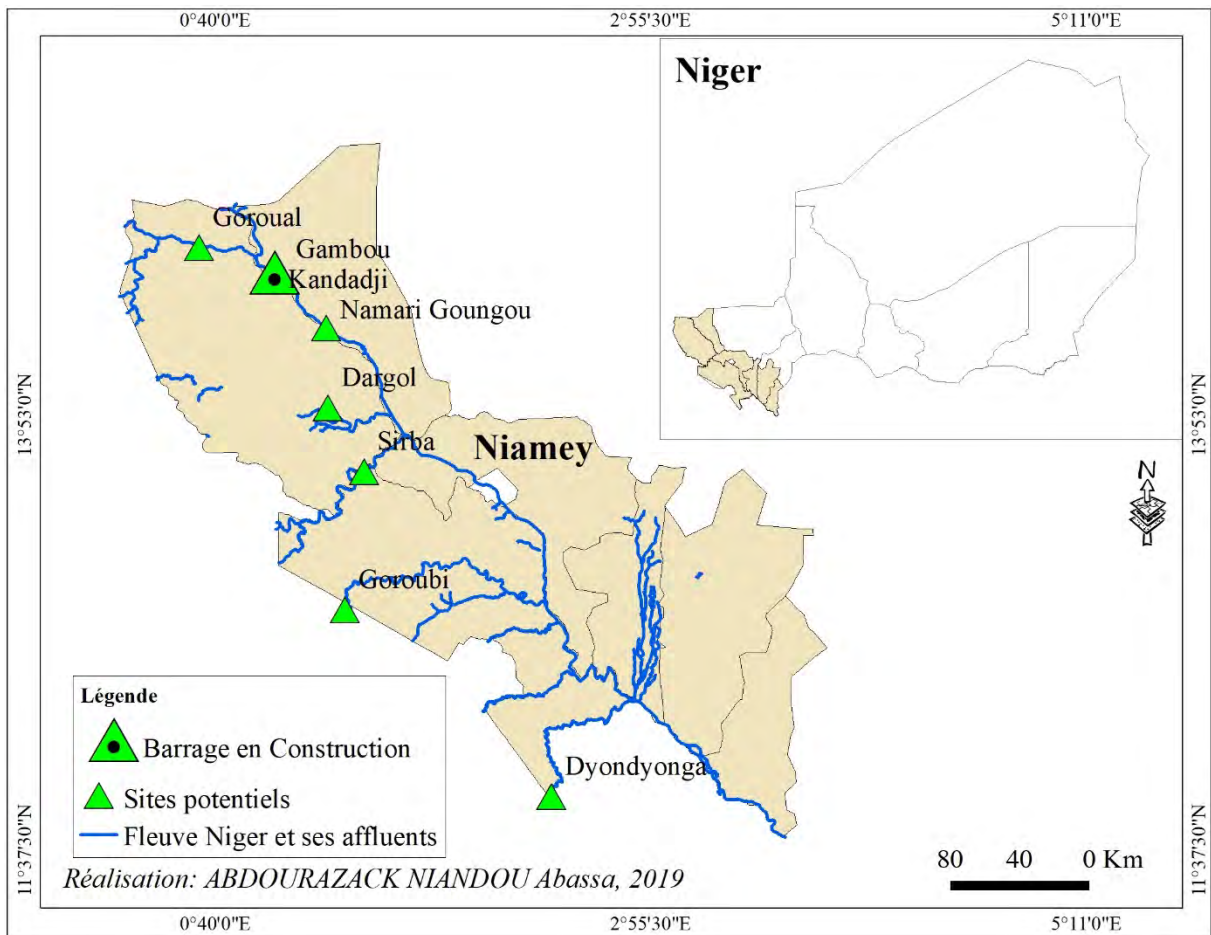 0°40'0"E 2°55'30"E 5°11'0"E
Niger
Goroual
Gambou
Kandadji
Namari Goungou
Dargol
13°53'0"N
13°53'0"N
Sirba
Niamey
N
Goroubi
Légende
Barrage en Construction
Dyondyonga
Sites potentiels
Fleuve Niger et ses affluents
11°37'30"N
11°37'30"N
80 40 0 Km
Réalisation: ABDOURAZACK NIANDOU Abassa, 2019
0°40'0"E 2°55'30"E 5°11'0"E